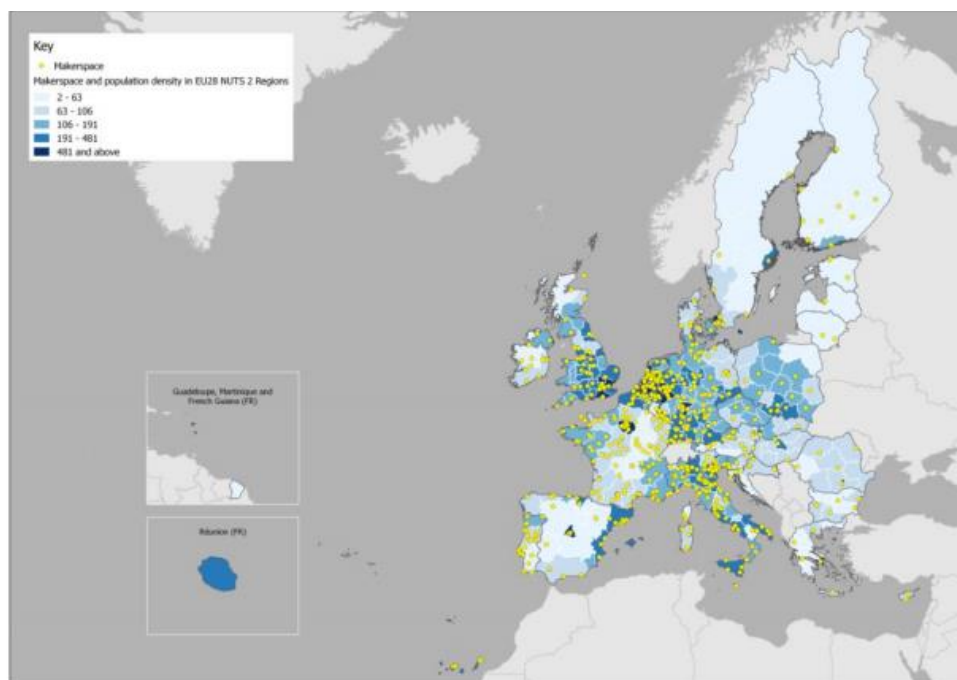 Key
Makerspace
Makerspace and population density in EU28 NUTS 2 Regions
2 - 63
63 - 106
106 - 191
191 - 481
481 and above
Guadeloupe, Martinique and
French Guiana (FR)
Réunion (FR)